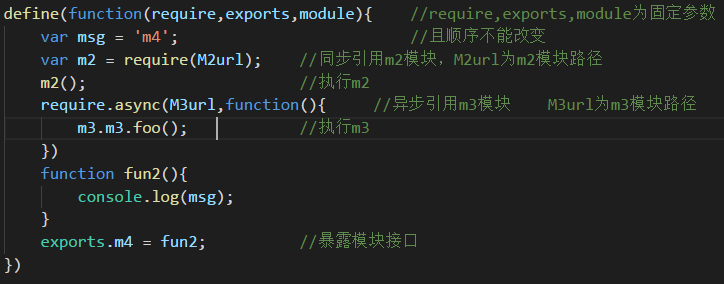 define(function(require,exports,module){    //require,exports,module为固定参数
    var msg = 'm4';                         //且顺序不能改变
    var m2 = require(M2url);    //同步引用m2模块，M2url为m2模块路径
    m2();                       //执行m2
    require.async(M3url,function(){     //异步引用m3模块    M3url为m3模块路径
        m3.m3.foo();            //执行m3
    })
    function fun2(){
        console.log(msg);
    }
    exports.m4 = fun2;          //暴露模块接口
})